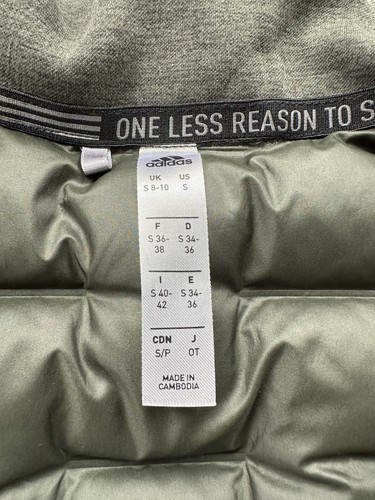 ONE LESS REASON TO S
adidas
UK US
S 8-10 S
F D
S 36- S 34-
38 36
I E
S 40- S 34-
42 36
CDN J
S/P OT
MADE IN
CAMBODIA